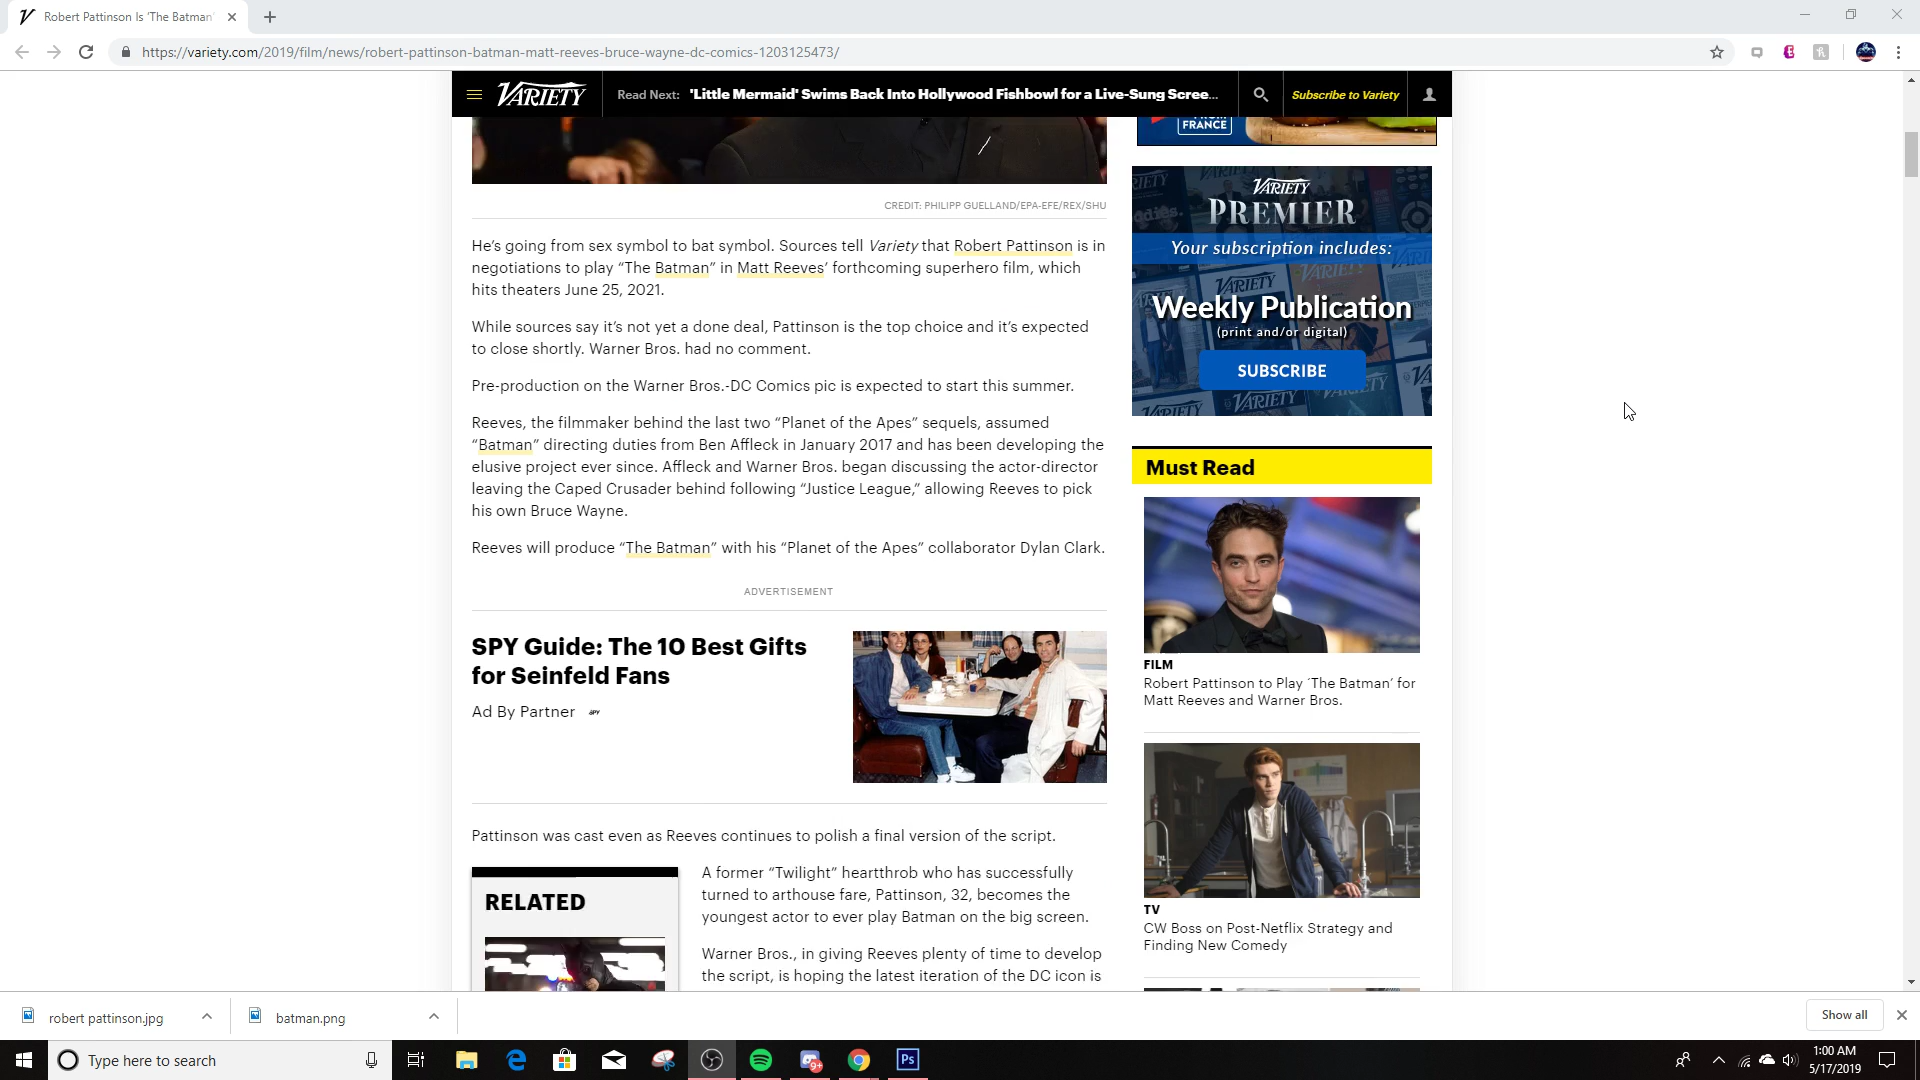 Robert Pattinson Is 'The Batman'
https://variety.com/2019/film/news/robert-pattinson-batman-matt-reeves-bruce-wayne-dc-comics-1203125473/
VARIETY
Read Next: 'Little Mermaid' Swims Back Into Hollywood Fishbowl for a Live-Sung Scree...
Subscribe to Variety
FRANCE
CREDIT: PHILIPP GUELLAND/EPA-EFE/REX/SHU
He's going from sex symbol to bat symbol. Sources tell Variety that Robert Pattinson is in
negotiations to play “The Batman” in Matt Reeves’ forthcoming superhero film, which
hits theaters June 25, 2021.
While sources say it’s not yet a done deal, Pattinson is the top choice and it’s expected
to close shortly. Warner Bros. had no comment.
Pre-production on the Warner Bros.-DC Comics pic is expected to start this summer.
Reeves, the filmmaker behind the last two “Planet of the Apes” sequels, assumed
“Batman” directing duties from Ben Affleck in January 2017 and has been developing the
elusive project ever since. Affleck and Warner Bros. began discussing the actor-director
leaving the Caped Crusader behind following “Justice League,” allowing Reeves to pick
his own Bruce Wayne.
Reeves will produce “The Batman” with his “Planet of the Apes” collaborator Dylan Clark.
ADVERTISEMENT
SPY Guide: The 10 Best Gifts
for Seinfeld Fans
Ad By Partner SPY
Pattinson was cast even as Reeves continues to polish a final version of the script.
RELATED
A former “Twilight” heartthrob who has successfully
turned to arthouse fare, Pattinson, 32, becomes the
youngest actor to ever play Batman on the big screen.
Warner Bros., in giving Reeves plenty of time to develop
the script, is hoping the latest iteration of the DC icon is
VARIETY
PREMIER
Your subscription includes:
Weekly Publication
(print and/or digital)
SUBSCRIBE
Must Read
FILM
Robert Pattinson to Play ‘The Batman’ for
Matt Reeves and Warner Bros.
TV
CW Boss on Post-Netflix Strategy and
Finding New Comedy
robert pattinson.jpg
batman.png
Show all
Type here to search
9+
Ps
1:00 AM
5/17/2019